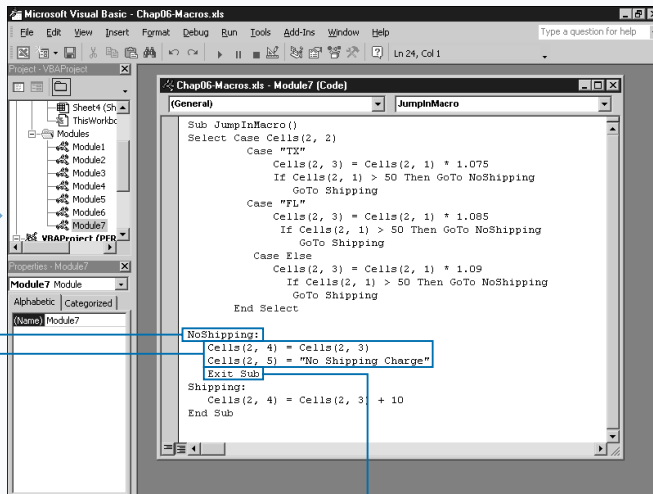 Microsoft Visual Basic - Chap06-Macros.xls
File Edit View Insert Format Debug Run Tools Add-Ins Window Help
Type a question for help
Ln 24, Col 1
Project - VBAProject
Sheet4 (Sh
ThisWorkbo
Modules
Module1
Module2
Module3
Module4
Module5
Module6
Module7
VBAProject (PER
Properties - Module7
Module7 Module
Alphabetic Categorized
(Name) Module7
Chap06-Macros.xls - Module7 (Code)
(General) JumpInMacro
Sub JumpInMacro()
Select Case Cells(2, 2)
Case "TX"
Cells(2, 3) = Cells(2, 1) * 1.075
If Cells(2, 1) > 50 Then GoTo NoShipping
GoTo Shipping
Case "FL"
Cells(2, 3) = Cells(2, 1) * 1.085
If Cells(2, 1) > 50 Then GoTo NoShipping
GoTo Shipping
Case Else
Cells(2, 3) = Cells(2, 1) * 1.09
If Cells(2, 1) > 50 Then GoTo NoShipping
GoTo Shipping
End Select
NoShipping:
Cells(2, 4) = Cells(2, 3)
Cells(2, 5) = "No Shipping Charge"
Exit Sub
Shipping:
Cells(2, 4) = Cells(2, 3) + 10
End Sub